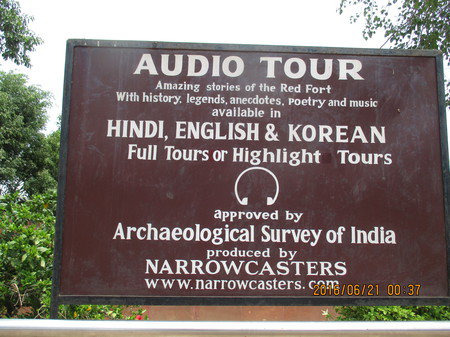 AUDIO TOUR
Amazing stories of the Red Fort
With history, legends, anecdotes, poetry and music
available in
HINDI, ENGLISH & KOREAN
Full Tours or Highlight Tours
approved by
Archaeological Survey of India
produced by
NARROWCASTERS
www.narrowcasters.com
2016/06/21 00:37